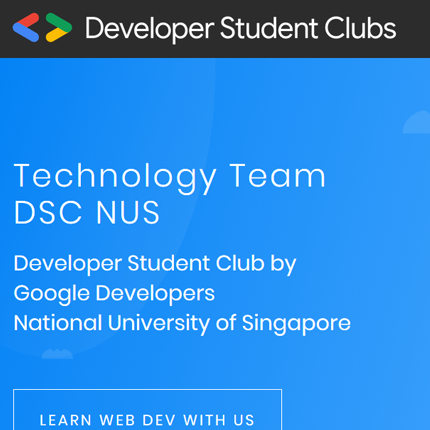 Developer Student Clubs
Technology Team
DSC NUS
Developer Student Club by
Google Developers
National University of Singapore
LEARN WEB DEV WITH US